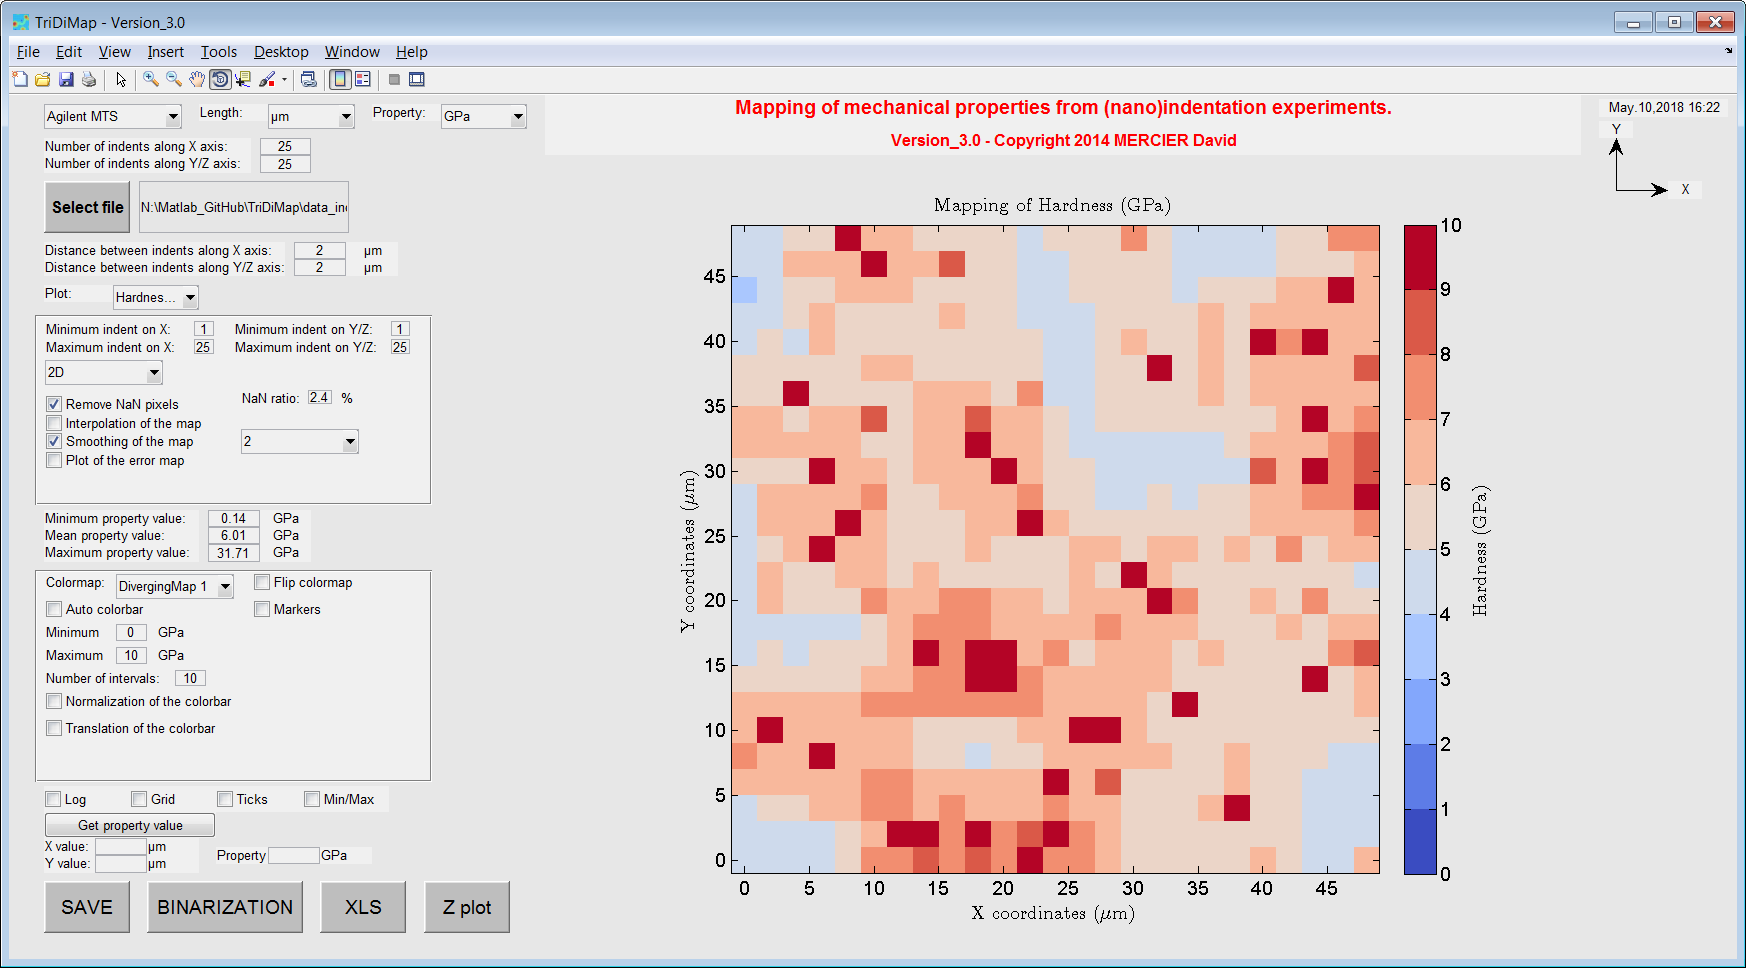 TriDiMap - Version_3.0
File Edit View Insert Tools Desktop Window Help
Agilent MTS Length: µm Property: GPa
Number of indents along X axis: 25
Number of indents along Y/Z axis: 25
Select file N:\Matlab_GitHub\TriDiMap\data_in
Distance between indents along X axis: 2 µm
Distance between indents along Y/Z axis: 2 µm
Plot: Hardnes...
Minimum indent on X: 1 Minimum indent on Y/Z: 1
Maximum indent on X: 25 Maximum indent on Y/Z: 25
2D
Remove NaN pixels NaN ratio: 2.4 %
Interpolation of the map
Smoothing of the map 2
Plot of the error map
Minimum property value: 0.14 GPa
Mean property value: 6.01 GPa
Maximum property value: 31.71 GPa
Colormap: DivergingMap 1 Flip colormap
Auto colorbar Markers
Minimum 0 GPa
Maximum 10 GPa
Number of intervals: 10
Normalization of the colorbar
Translation of the colorbar
Log Grid Ticks Min/Max
Get property value
X value: µm
Y value: µm
Property GPa
SAVE BINARIZATION XLS Z plot
Mapping of mechanical properties from (nano)indentation experiments.
Version_3.0 - Copyright 2014 MERCIER David
May.10,2018 16:22
Y
X
Mapping of Hardness (GPa)
45
40
35
30
25
20
15
10
5
0
Y coordinates (µm)
0 5 10 15 20 25 30 35 40 45
X coordinates (µm)
10
9
8
7
6
5
4
3
2
1
0
Hardness (GPa)